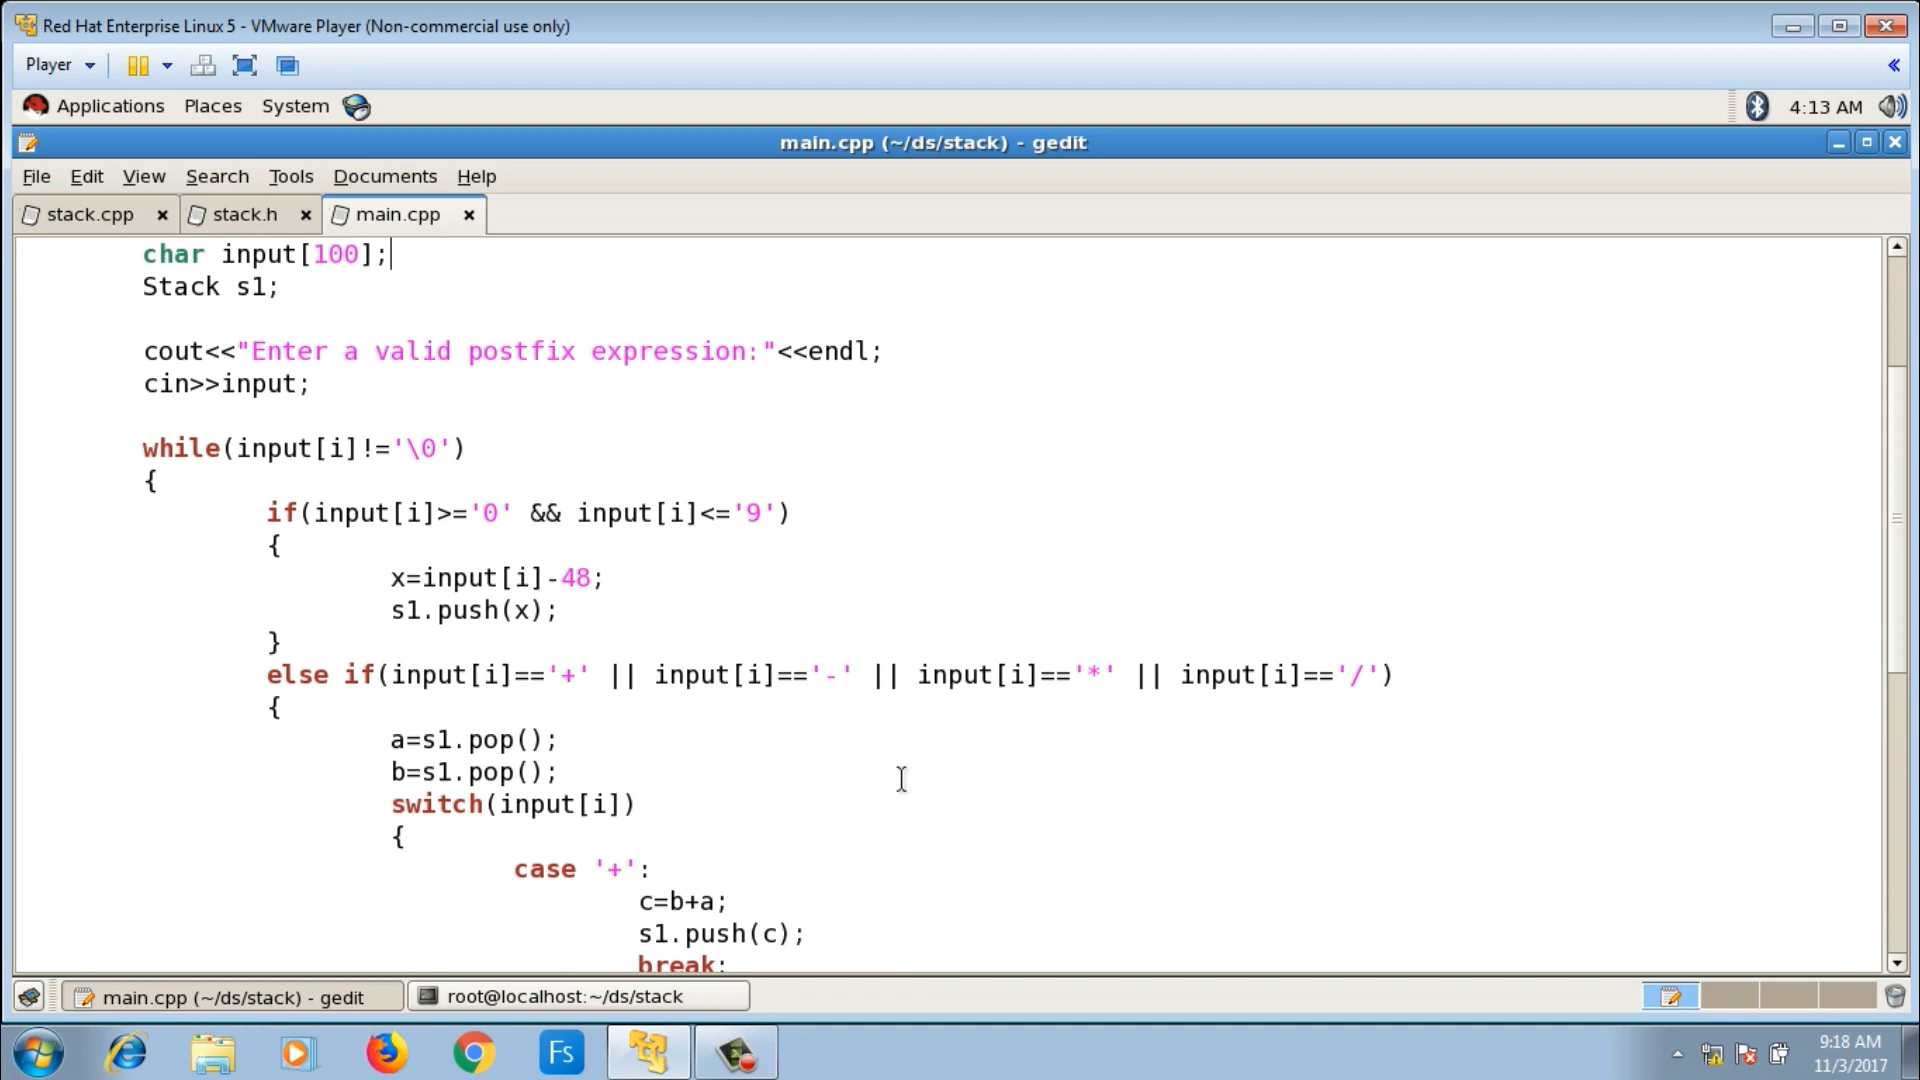 Red Hat Enterprise Linux 5 - VMware Player (Non-commercial use only)
Player
Applications Places System 4:13 AM
main.cpp (~/ds/stack) - gedit
File Edit View Search Tools Documents Help
stack.cpp stack.h main.cpp
char input[100];
Stack s1;
cout<<"Enter a valid postfix expression:"<<endl;
cin>>input;
while(input[i]!='\0')
{
if(input[i]>='0' && input[i]<='9')
{
x=input[i]-48;
s1.push(x);
}
else if(input[i]=='+' || input[i]=='-' || input[i]=='*' || input[i]=='/')
{
a=s1.pop();
b=s1.pop();
switch(input[i])
{
case '+':
c=b+a;
s1.push(c);
break;
main.cpp (~/ds/stack) - gedit root@localhost:~/ds/stack
Fs
9:18 AM
11/3/2017